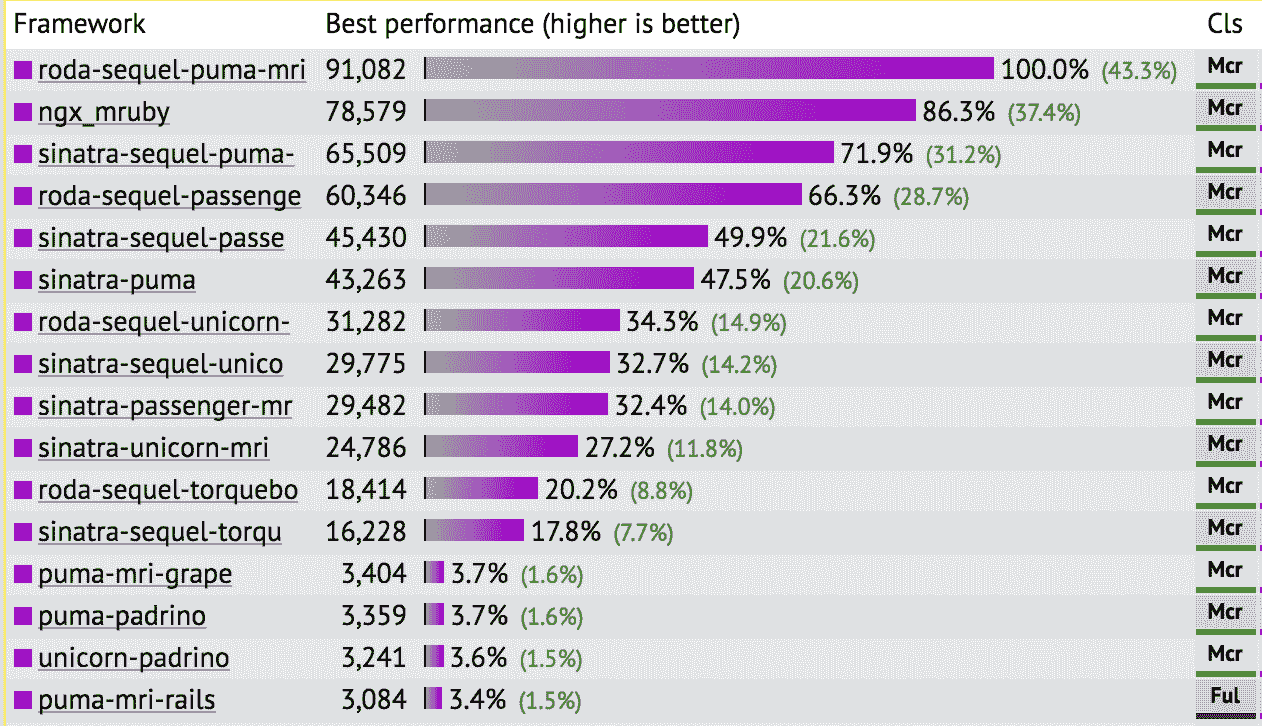 Framework Best performance (higher is better) Cls
roda-sequel-puma-mri 91,082 100.0% (43.3%) Mcr
ngx_mruby 78,579 86.3% (37.4%) Mcr
sinatra-sequel-puma- 65,509 71.9% (31.2%) Mcr
roda-sequel-passenge 60,346 66.3% (28.7%) Mcr
sinatra-sequel-passe 45,430 49.9% (21.6%) Mcr
sinatra-puma 43,263 47.5% (20.6%) Mcr
roda-sequel-unicorn- 31,282 34.3% (14.9%) Mcr
sinatra-sequel-unico 29,775 32.7% (14.2%) Mcr
sinatra-passenger-mr 29,482 32.4% (14.0%) Mcr
sinatra-unicorn-mri 24,786 27.2% (11.8%) Mcr
roda-sequel-torquebo 18,414 20.2% (8.8%) Mcr
sinatra-sequel-torqu 16,228 17.8% (7.7%) Mcr
puma-mri-grape 3,404 3.7% (1.6%) Mcr
puma-padrino 3,359 3.7% (1.6%) Mcr
unicorn-padrino 3,241 3.6% (1.5%) Mcr
puma-mri-rails 3,084 3.4% (1.5%) Ful